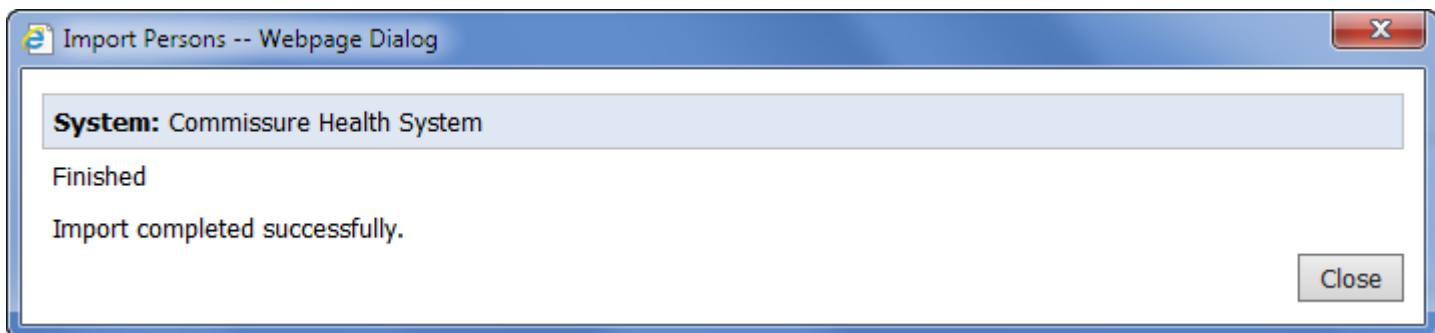 Import Persons -- Webpage Dialog
System: Commissure Health System
Finished
Import completed successfully.
Close